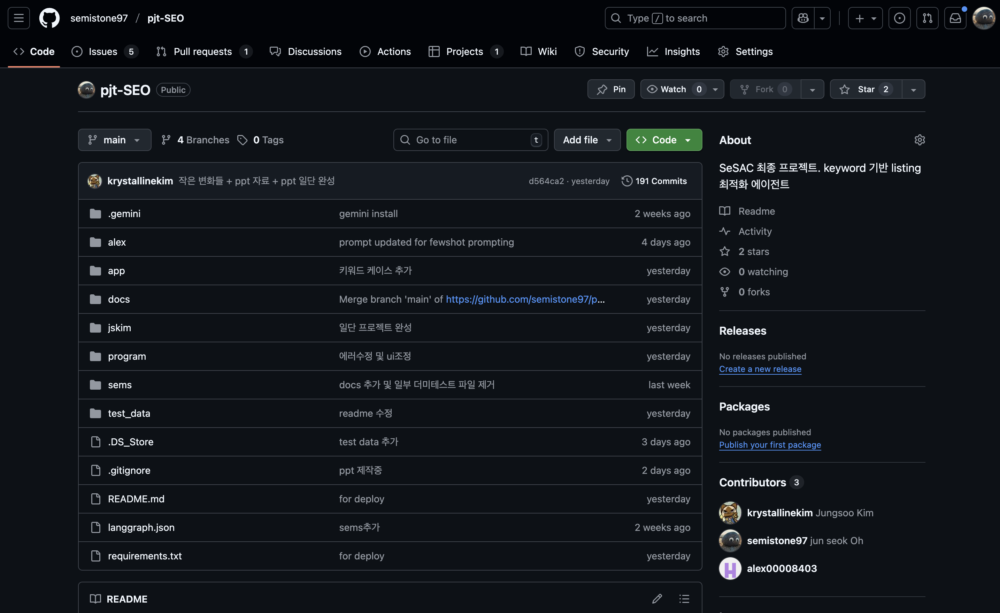 semistone97 / pjt-SEO
Type / to search
Code
Issues 5
Pull requests 1
Discussions
Actions
Projects 1
Wiki
Security
Insights
Settings
pjt-SEO Public
Pin
Watch 0
Fork 0
Star 2
main
4 Branches
0 Tags
Go to file t
Add file
Code
krystallinekim 작은 변화들 + ppt 자료 + ppt 일단 완성 d564ca2 · yesterday 191 Commits
.gemini gemini install 2 weeks ago
alex prompt updated for fewshot prompting 4 days ago
app 키워드 케이스 추가 yesterday
docs Merge branch 'main' of https://github.com/semistone97/p... yesterday
jskim 일단 프로젝트 완성 yesterday
program 에러수정 및 ui조정 yesterday
sems docs 추가 및 일부 더미테스트 파일 제거 last week
test_data readme 수정 yesterday
.DS_Store test data 추가 3 days ago
.gitignore ppt 제작중 2 days ago
README.md for deploy yesterday
langgraph.json sems추가 2 weeks ago
requirements.txt for deploy yesterday
README
About
SeSAC 최종 프로젝트. keyword 기반 listing
최적화 에이전트
Readme
Activity
2 stars
0 watching
0 forks
Releases
No releases published
Create a new release
Packages
No packages published
Publish your first package
Contributors 3
krystallinekim Jungsoo Kim
semistone97 jun seok Oh
alex00008403